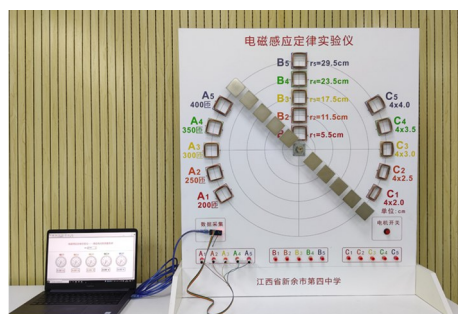 电磁感应定律实验仪
B5 r5=29.5cm
B4 r4=23.5cm
B3 r3=17.5cm
B2 r2=11.5cm
B1 r1=5.5cm
A5
400匝
A4
350匝
A3
300匝
A2
250匝
A1
200匝
C5
4x4.0
C4
4x3.5
C3
4x3.0
C2
4x2.5
C1
4x2.0
单位/cm
数据采集
电机开关
A1 A2 A3 A4 A5
B1 B2 B3 B4 B5
C1 C2 C3 C4 C5
江西省新余市第四中学